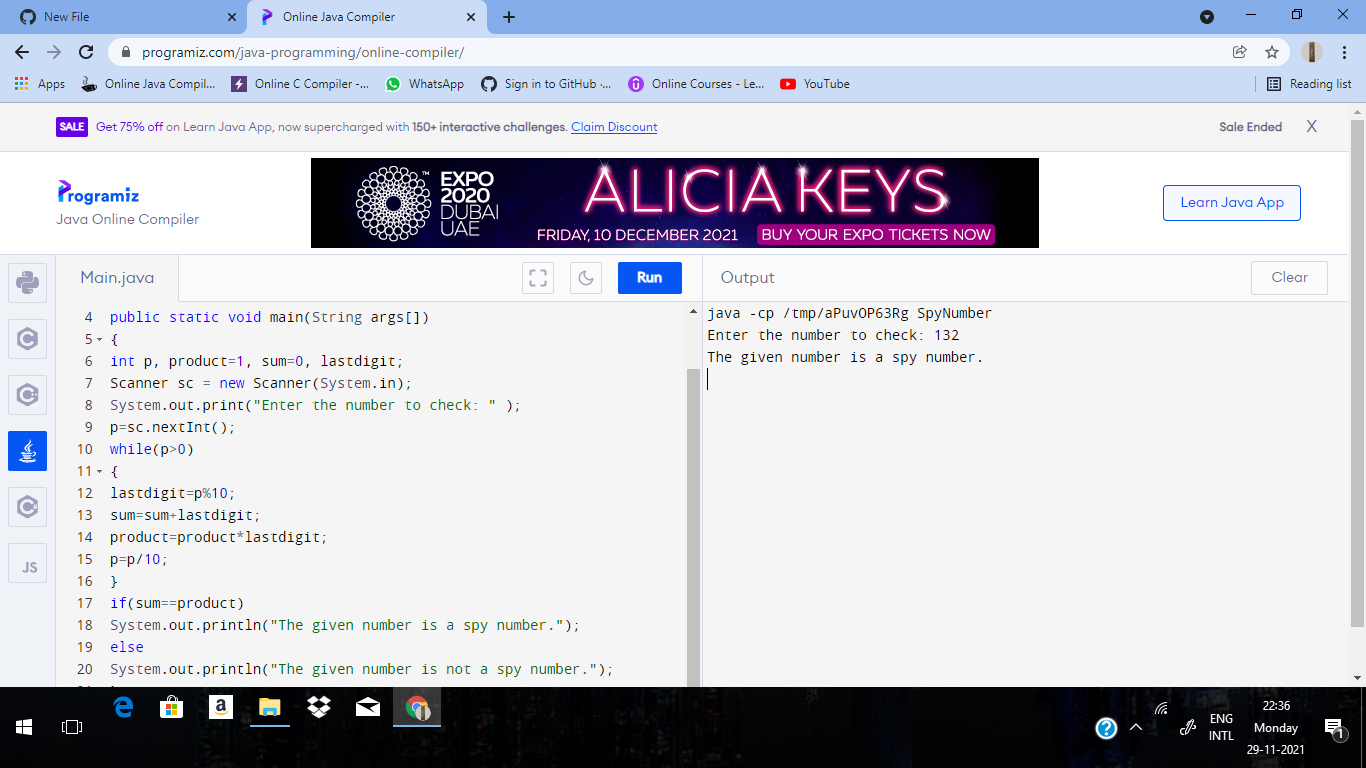 New File
Online Java Compiler
programiz.com/java-programming/online-compiler/
Apps
Online Java Compil...
Online C Compiler -...
WhatsApp
Sign in to GitHub ·...
Online Courses - Le...
YouTube
Reading list
SALE Get 75% off on Learn Java App, now supercharged with 150+ interactive challenges. Claim Discount
Sale Ended X
Programiz
Java Online Compiler
EXPO
2020
DUBAI
UAE
™
ALICIA KEYS
FRIDAY, 10 DECEMBER 2021 BUY YOUR EXPO TICKETS NOW
Learn Java App
Main.java
Run
Output
Clear
4 public static void main(String args[])
5 {
6 int p, product=1, sum=0, lastdigit;
7 Scanner sc = new Scanner(System.in);
8 System.out.print("Enter the number to check: " );
9 p=sc.nextInt();
10 while(p>0)
11 {
12 lastdigit=p%10;
13 sum=sum+lastdigit;
14 product=product*lastdigit;
15 p=p/10;
16 }
17 if(sum==product)
18 System.out.println("The given number is a spy number.");
19 else
20 System.out.println("The given number is not a spy number.");
java -cp /tmp/aPuvOP63Rg SpyNumber
Enter the number to check: 132
The given number is a spy number.
C
C
C
JS
e
a
?
ENG
INTL
22:36
Monday
29-11-2021
1